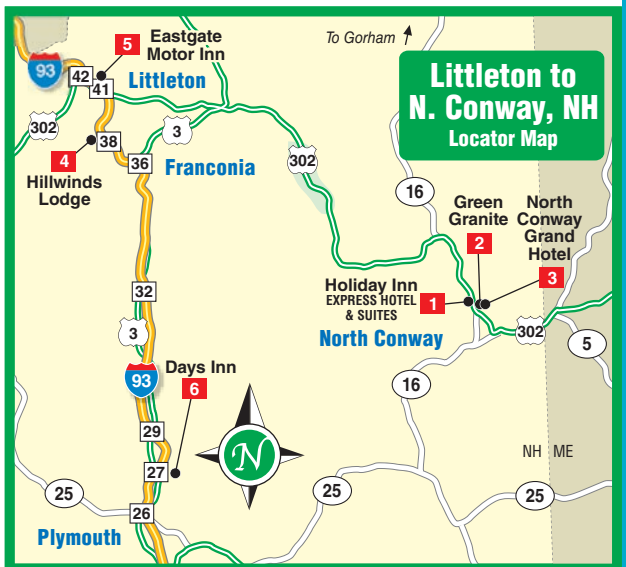 To Gorham
Littleton to
N. Conway, NH
Locator Map
5
Eastgate
Motor Inn
Littleton
93
42
41
302
3
38
4
Hillwinds
Lodge
36
Franconia
302
16
Green
Granite
2
North
Conway
Grand
Hotel
3
Holiday Inn
EXPRESS HOTEL
& SUITES
1
North Conway
302
5
32
3
93
Days Inn
6
16
29
N
NH ME
27
25
25
25
26
Plymouth